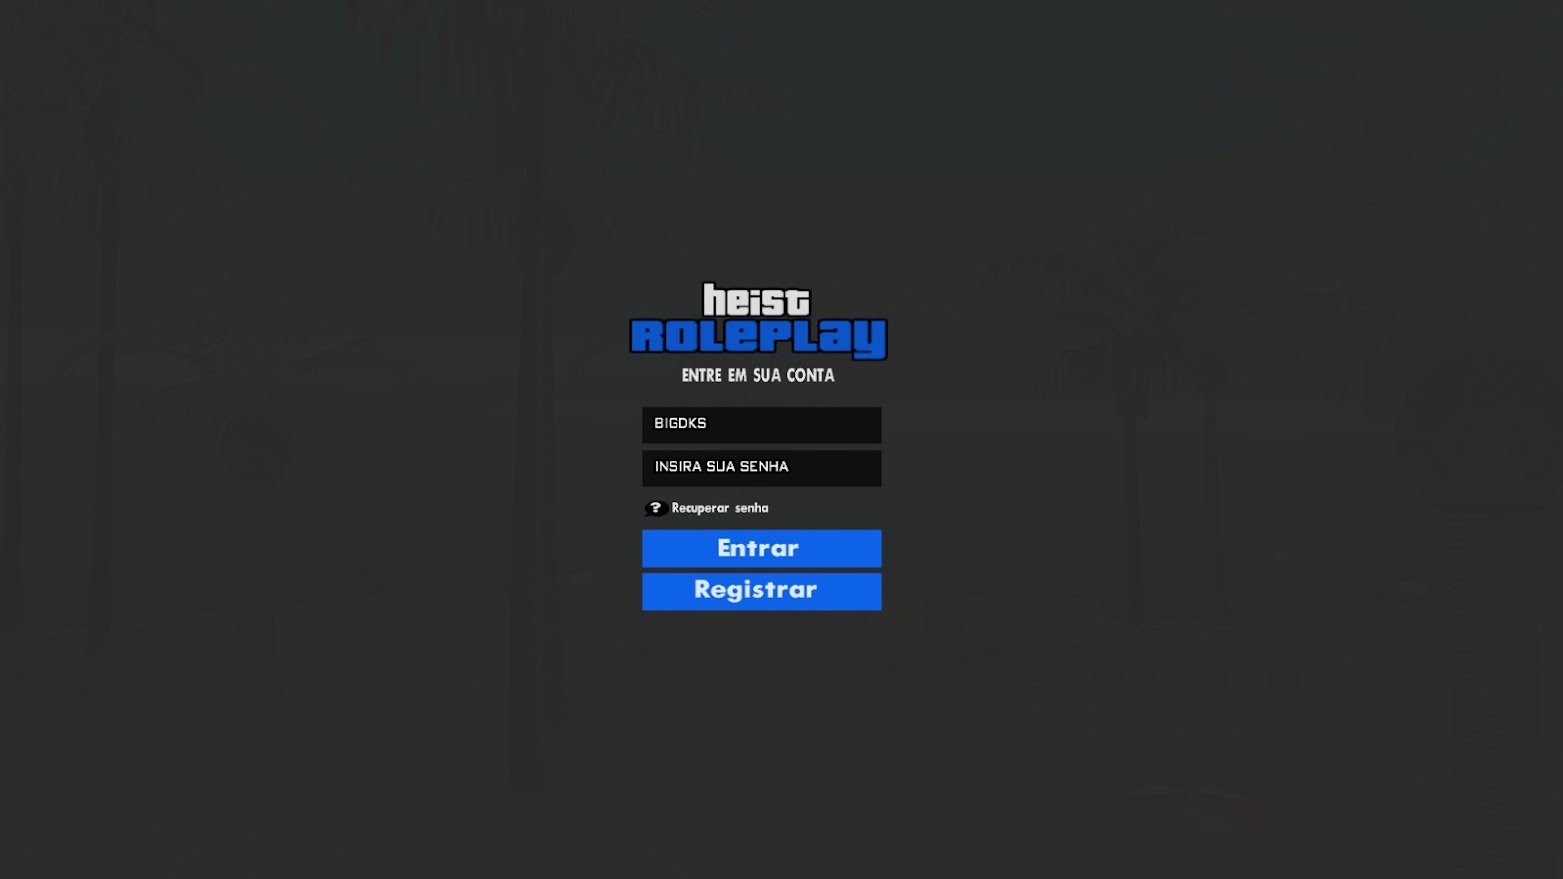 heist
ROLEPLAY
ENTRE EM SUA CONTA
BIGDKS
INSIRA SUA SENHA
? Recuperar senha
Entrar
Registrar